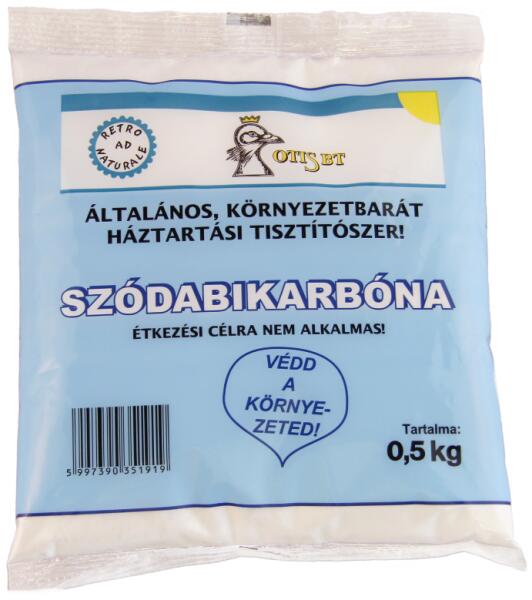 RETRO
AD
NATURALE
OTIS BT
ÁLTALÁNOS, KÖRNYEZETBARÁT
HÁZTARTÁSI TISZTÍTÓSZER!
SZÓDABIKARBÓNA
ÉTKEZÉSI CÉLRA NEM ALKALMAS!
VÉDD
A
KÖRNYE-
ZETED!
Tartalma:
0,5 kg
5 997390 351919